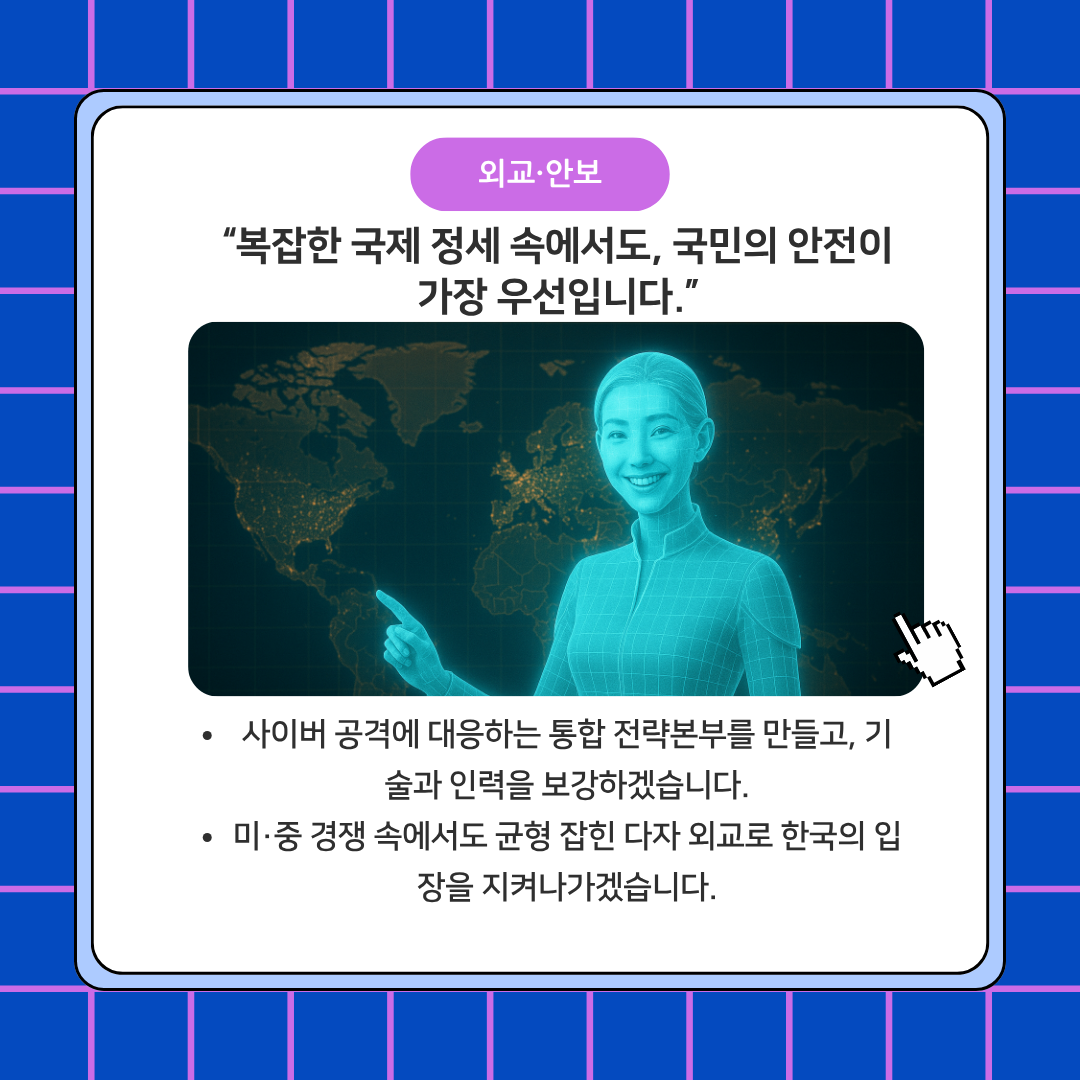 외교·안보
“복잡한 국제 정세 속에서도, 국민의 안전이
가장 우선입니다.”
• 사이버 공격에 대응하는 통합 전략본부를 만들고, 기
술과 인력을 보강하겠습니다.
• 미·중 경쟁 속에서도 균형 잡힌 다자 외교로 한국의 입
장을 지켜나가겠습니다.